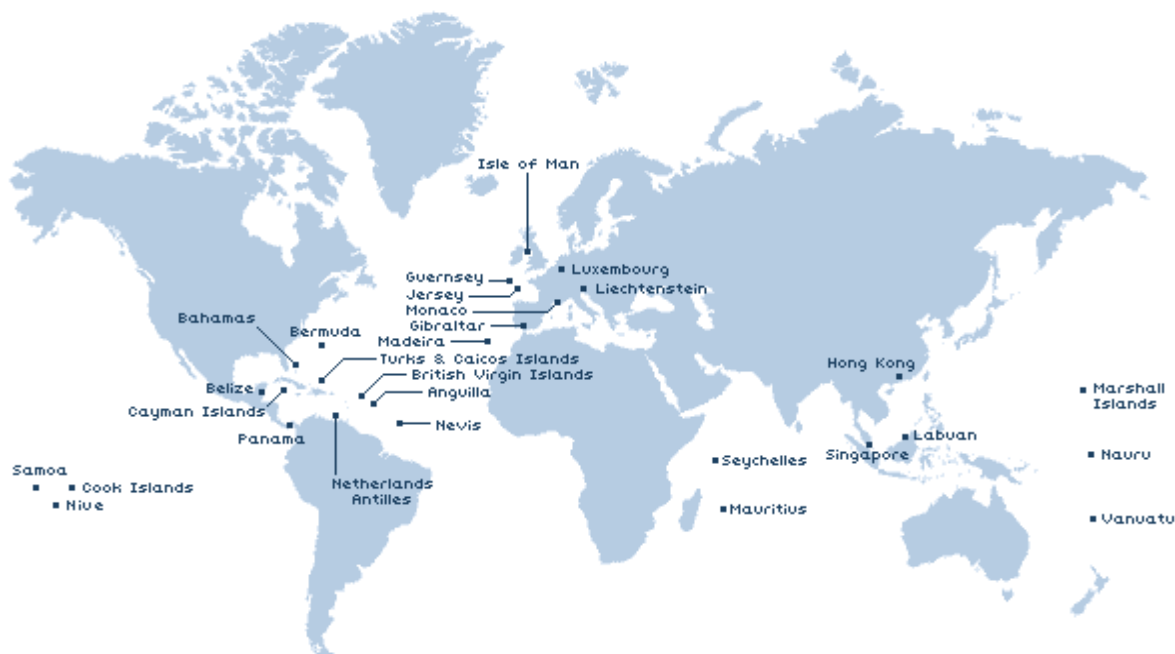 Isle of Man
Guernsey
Luxembourg
Jersey
Liechtenstein
Monaco
Bahamas
Gibraltar
Bermuda
Madeira
Turks & Caicos Islands
Hong Kong
British Virgin Islands
Belize
Anguilla
Marshall
Islands
Cayman Islands
Nevis
Panama
Labuan
Singapore
Nauru
Seychelles
Samoa
Cook Islands
Netherlands
Antilles
Niue
Mauritius
Vanuatu